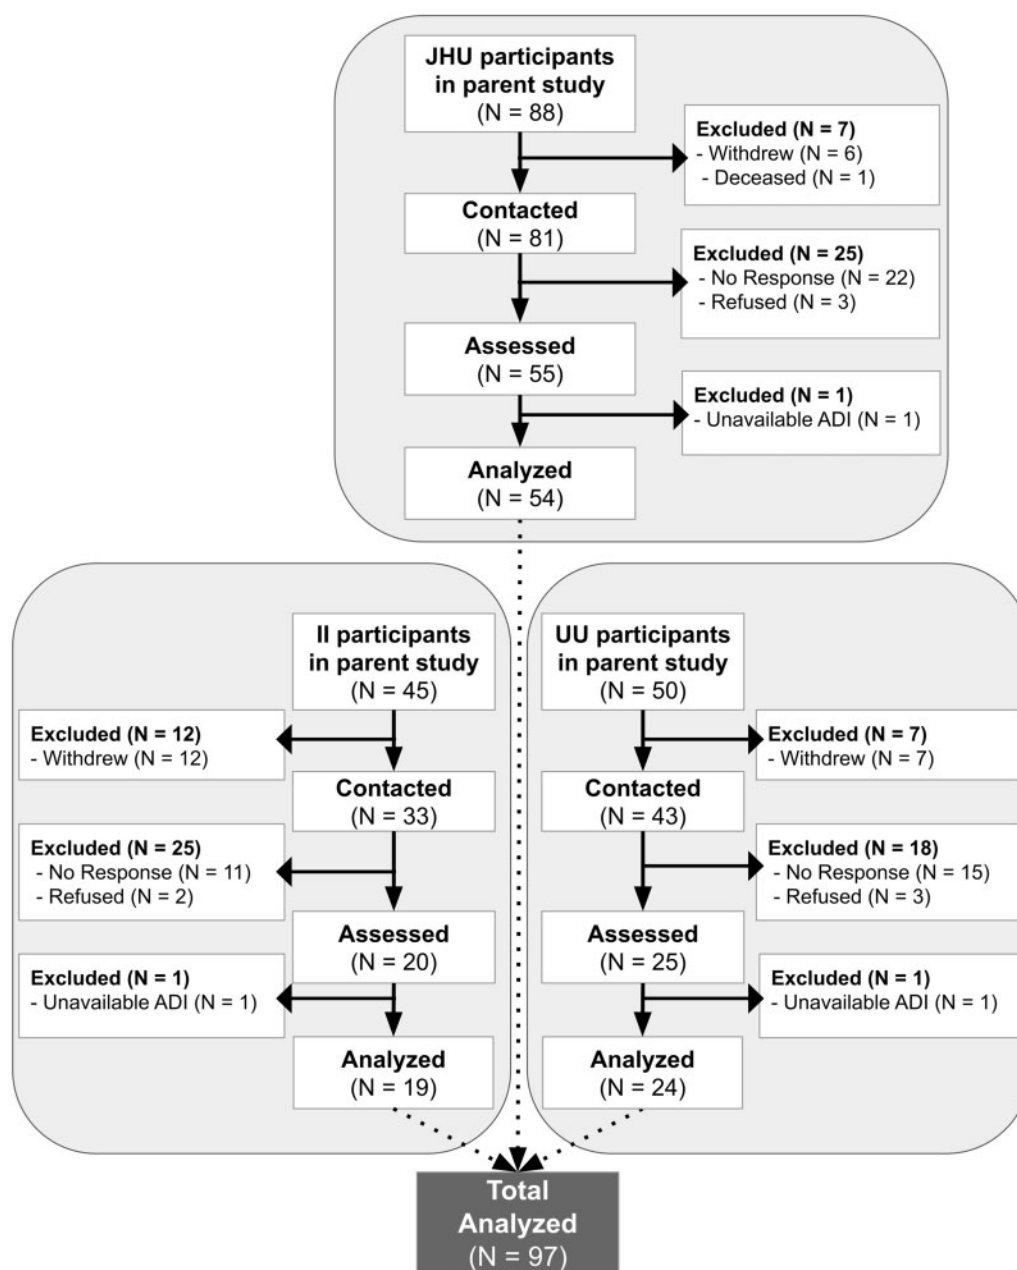 JHU participants
in parent study
(N = 88)
Excluded (N = 7)
- Withdrew (N = 6)
- Deceased (N = 1)
Contacted
(N = 81)
Excluded (N = 25)
- No Response (N = 22)
- Refused (N = 3)
Assessed
(N = 55)
Excluded (N = 1)
- Unavailable ADI (N = 1)
Analyzed
(N = 54)
II participants
in parent study
(N = 45)
Excluded (N = 12)
- Withdrew (N = 12)
Contacted
(N = 33)
Excluded (N = 25)
- No Response (N = 11)
- Refused (N = 2)
Assessed
(N = 20)
Excluded (N = 1)
- Unavailable ADI (N = 1)
Analyzed
(N = 19)
UU participants
in parent study
(N = 50)
Excluded (N = 7)
- Withdrew (N = 7)
Contacted
(N = 43)
Excluded (N = 18)
- No Response (N = 15)
- Refused (N = 3)
Assessed
(N = 25)
Excluded (N = 1)
- Unavailable ADI (N = 1)
Analyzed
(N = 24)
Total
Analyzed
(N = 97)